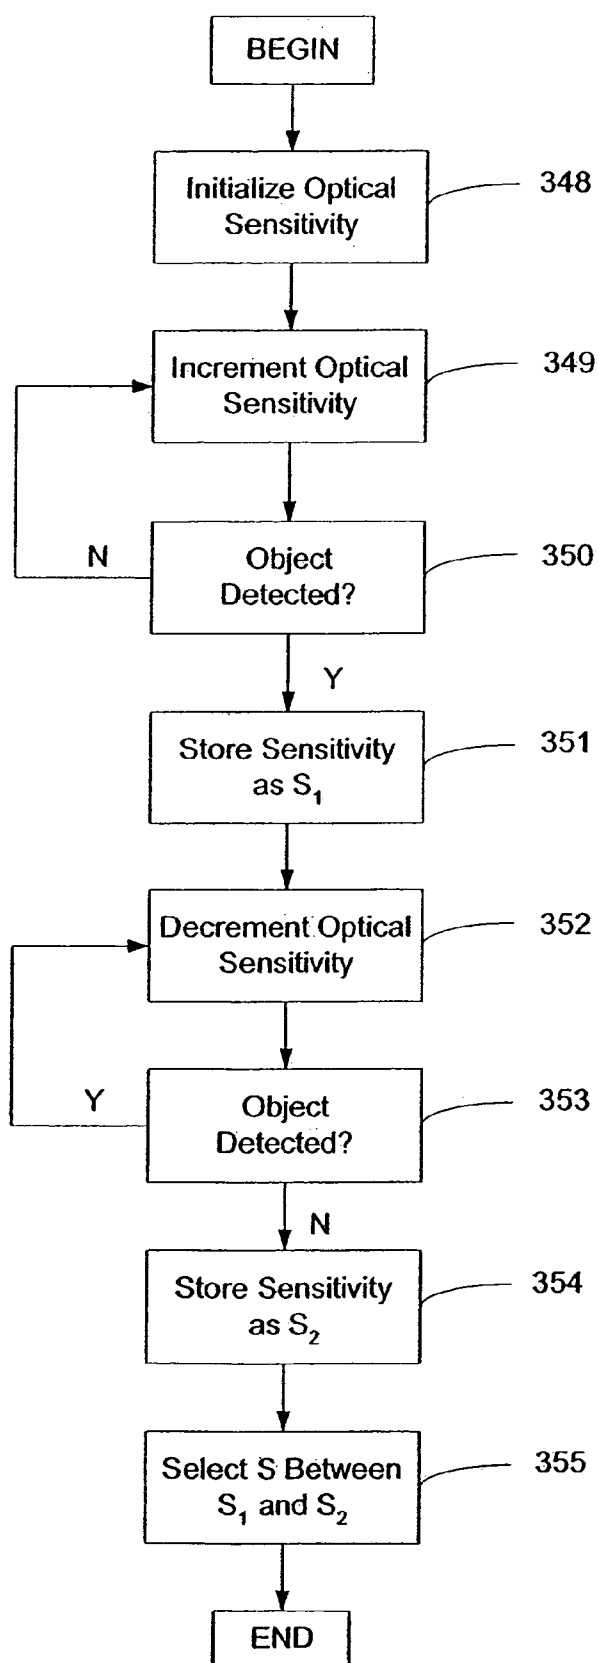 BEGIN
Initialize Optical
Sensitivity
348
Increment Optical
Sensitivity
349
Object
Detected?
350
N
Y
Store Sensitivity
as S₁
351
Decrement Optical
Sensitivity
352
Object
Detected?
353
Y
N
Store Sensitivity
as S₂
354
Select S Between
S₁ and S₂
355
END